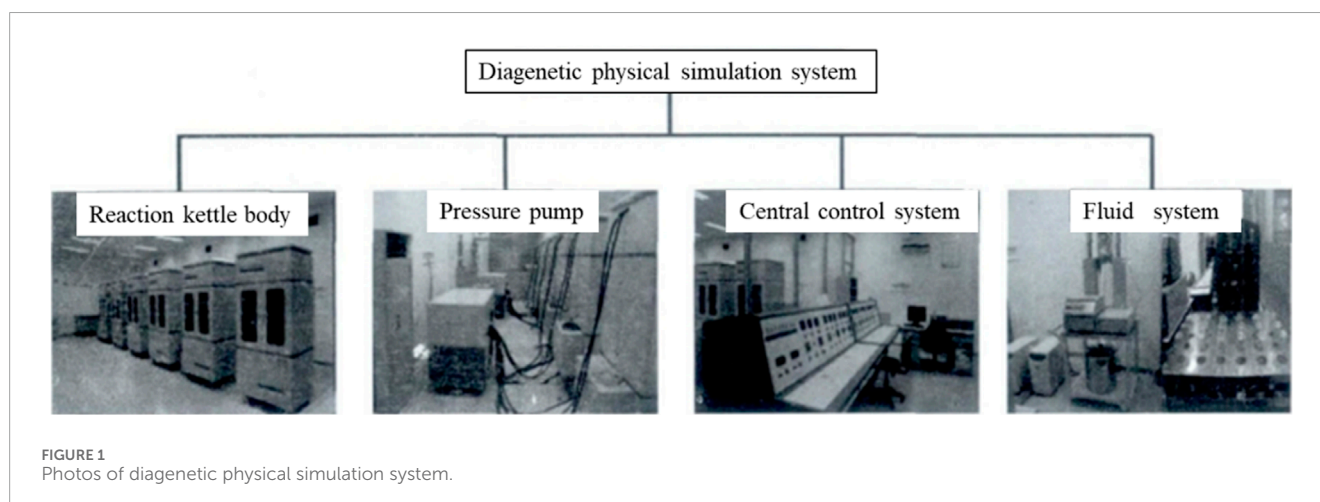 Diagenetic physical simulation system
Reaction kettle body
Pressure pump
Central control system
Fluid system
FIGURE 1
Photos of diagenetic physical simulation system.